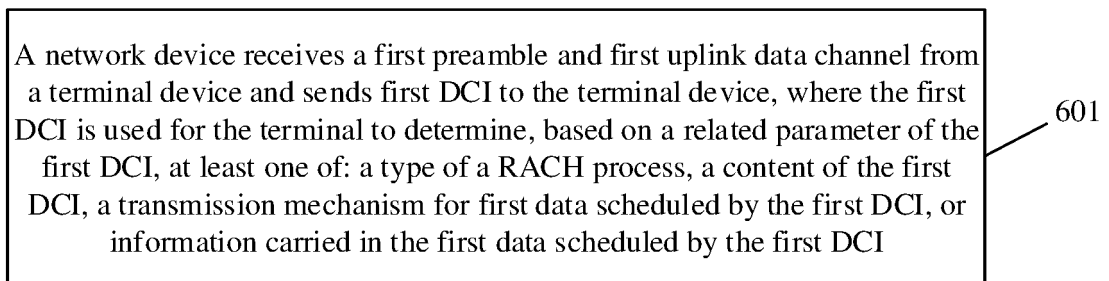 A network device receives a first preamble and first uplink data channel from
a terminal device and sends first DCI to the terminal device, where the first
DCI is used for the terminal to determine, based on a related parameter of the
first DCI, at least one of: a type of a RACH process, a content of the first
DCI, a transmission mechanism for first data scheduled by the first DCI, or
information carried in the first data scheduled by the first DCI
601